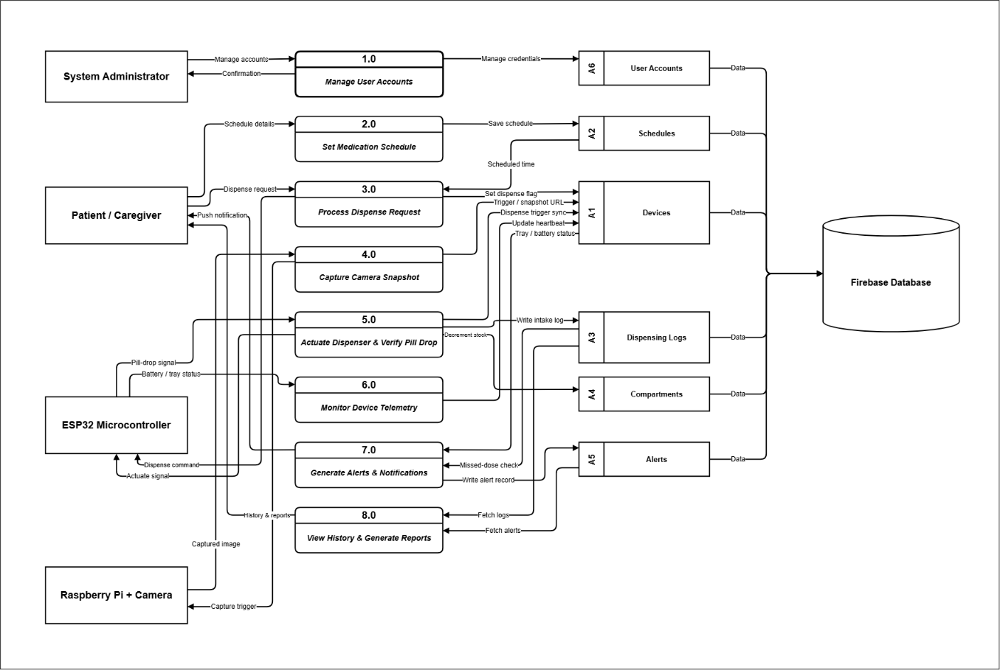 System Administrator
Manage accounts
Confirmation
1.0
Manage User Accounts
Manage credentials
A6
User Accounts
Data
Schedule details
2.0
Set Medication Schedule
Save schedule
A2
Schedules
Data
Scheduled time
Patient / Caregiver
Dispense request
Push notification
3.0
Process Dispense Request
Set dispense flag
Trigger / snapshot URL
Dispense trigger sync
Update heartbeat
Tray / battery status
A1
Devices
Data
4.0
Capture Camera Snapshot
Firebase Database
5.0
Actuate Dispenser & Verify Pill Drop
Write intake log
Decrement stock
A3
Dispensing Logs
Data
Pill-drop signal
Battery / tray status
6.0
Monitor Device Telemetry
A4
Compartments
Data
ESP32 Microcontroller
Dispense command
Actuate signal
7.0
Generate Alerts & Notifications
Missed-dose check
Write alert record
A5
Alerts
Data
History & reports
8.0
View History & Generate Reports
Fetch logs
Fetch alerts
Captured image
Raspberry Pi + Camera
Capture trigger